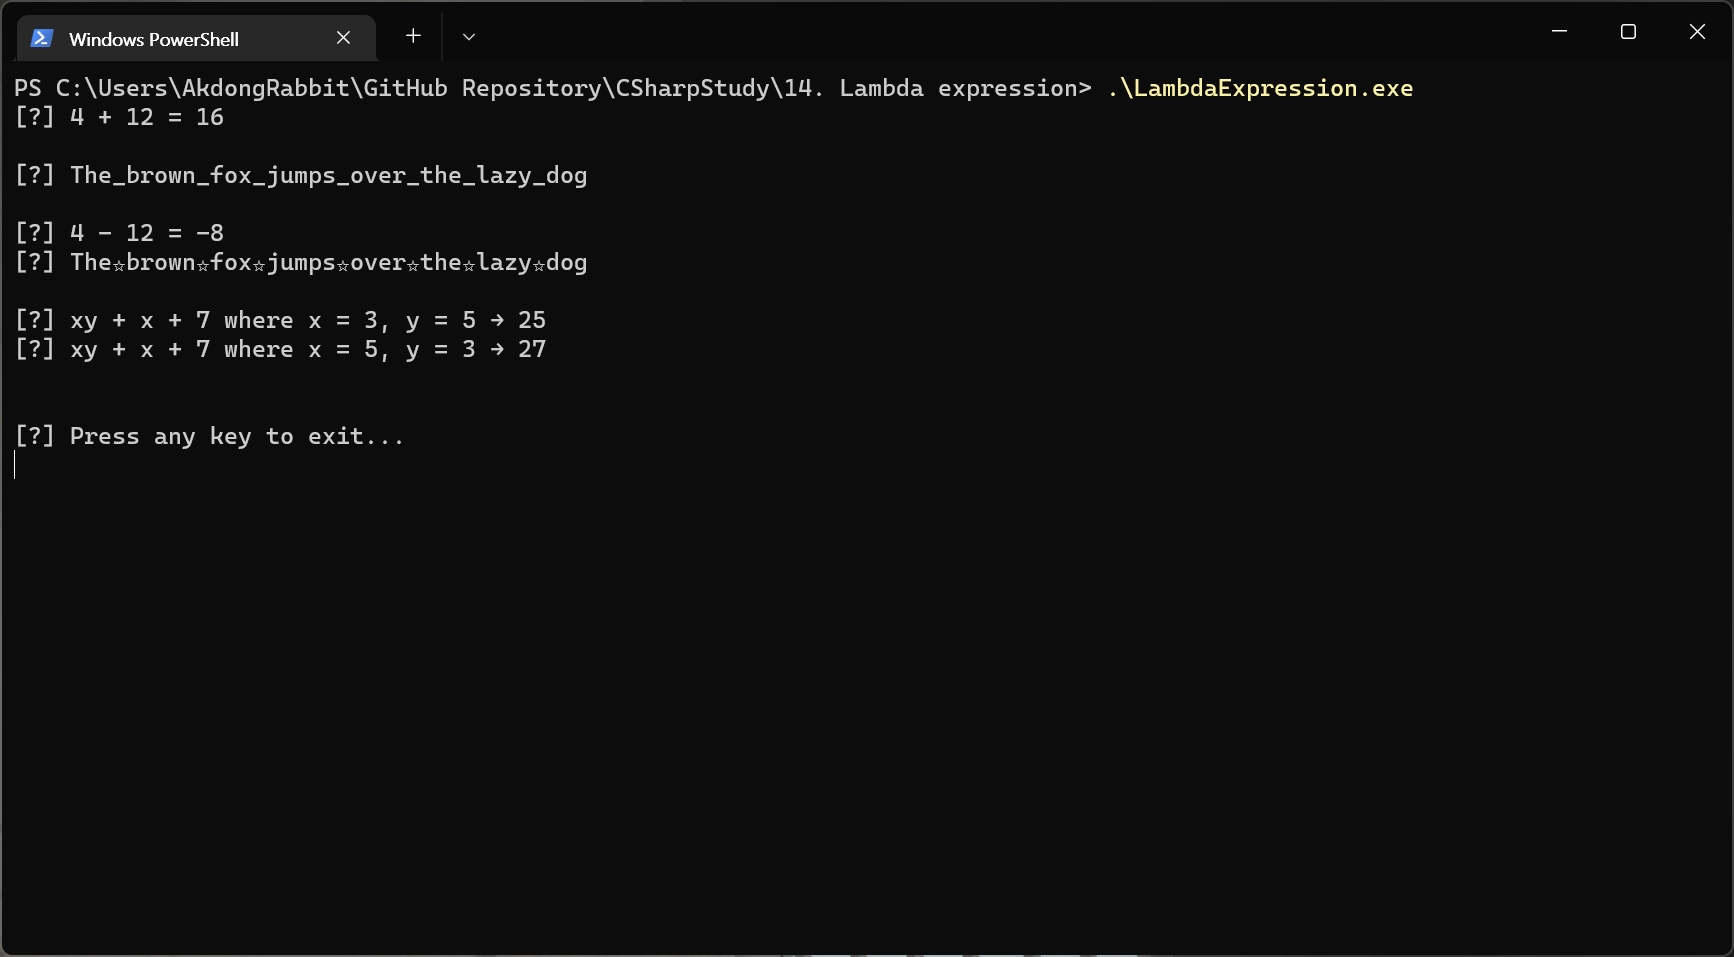 Windows PowerShell
PS C:\Users\AkdongRabbit\GitHub Repository\CSharpStudy\14. Lambda expression> .\LambdaExpression.exe
[?] 4 + 12 = 16
[?] The_brown_fox_jumps_over_the_lazy_dog
[?] 4 - 12 = -8
[?] The☆brown☆fox☆jumps☆over☆the☆lazy☆dog
[?] xy + x + 7 where x = 3, y = 5 → 25
[?] xy + x + 7 where x = 5, y = 3 → 27
[?] Press any key to exit...